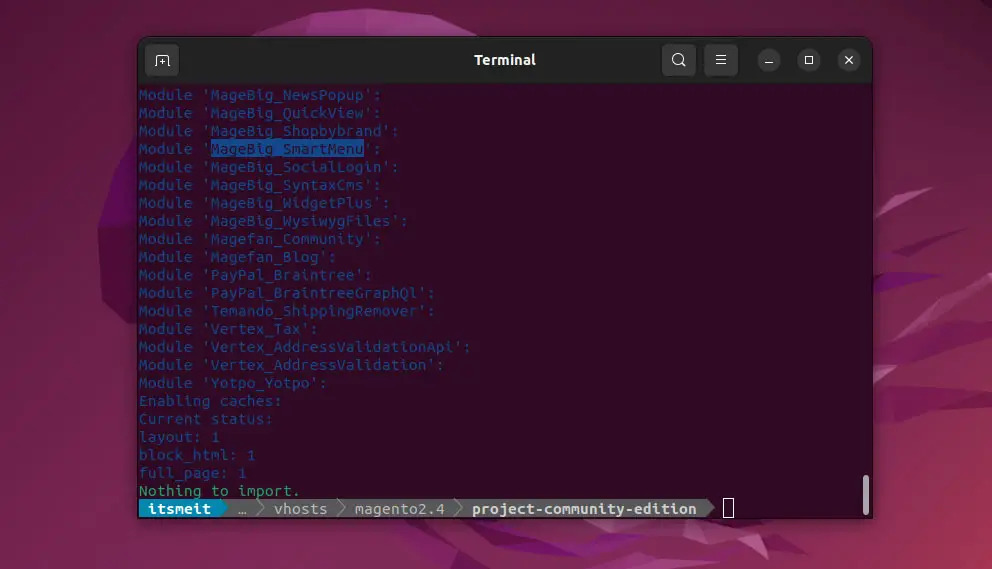 Terminal
Module 'MageBig_NewsPopup':
Module 'MageBig_QuickView':
Module 'MageBig_Shopbybrand':
Module 'MageBig_SmartMenu':
Module 'MageBig_SocialLogin':
Module 'MageBig_SyntaxCms':
Module 'MageBig_WidgetPlus':
Module 'MageBig_WysiwygFiles':
Module 'Magefan_Community':
Module 'Magefan_Blog':
Module 'PayPal_Braintree':
Module 'PayPal_BraintreeGraphQl':
Module 'Temando_ShippingRemover':
Module 'Vertex_Tax':
Module 'Vertex_AddressValidationApi':
Module 'Vertex_AddressValidation':
Module 'Yotpo_Yotpo':
Enabling caches:
Current status:
layout: 1
block_html: 1
full_page: 1
Nothing to import.
itsmeit … vhosts magento2.4 project-community-edition